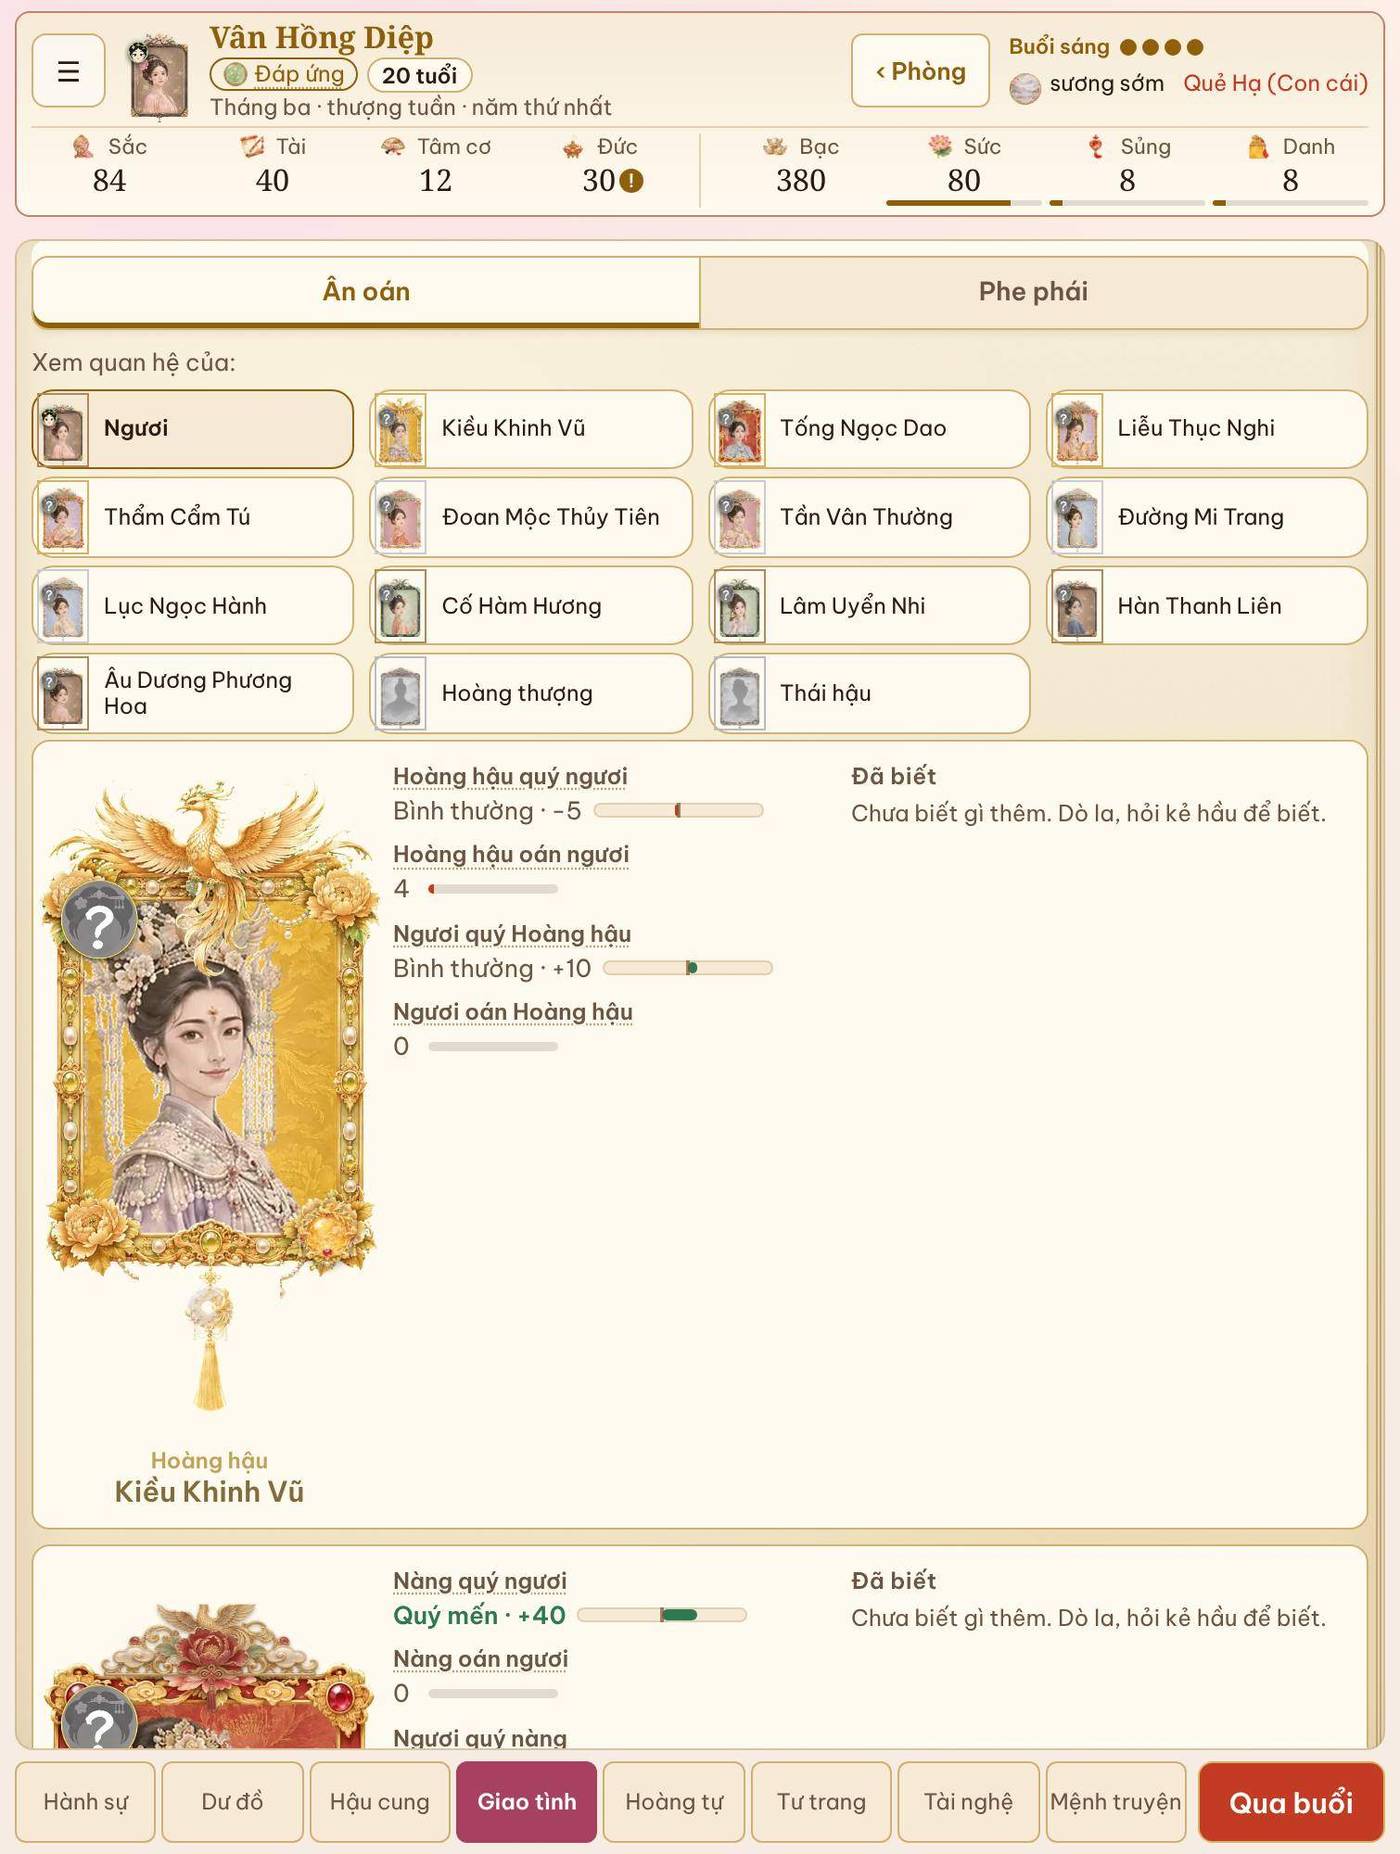 ☰
Vân Hồng Diệp
Đáp ứng
20 tuổi
Tháng ba · thượng tuần · năm thứ nhất
‹ Phòng
Buổi sáng
sương sớm
Quẻ Hạ (Con cái)
Sắc
84
Tài
40
Tâm cơ
12
Đức
30 !
Bạc
380
Sức
80
Sủng
8
Danh
8
Ân oán
Phe phái
Xem quan hệ của:
Ngươi
? Kiều Khinh Vũ
? Tống Ngọc Dao
? Liễu Thục Nghi
? Thẩm Cẩm Tú
? Đoan Mộc Thủy Tiên
? Tần Vân Thường
? Đường Mi Trang
? Lục Ngọc Hành
? Cố Hàm Hương
? Lâm Uyển Nhi
? Hàn Thanh Liên
? Âu Dương Phương
Hoa
Hoàng thượng
Thái hậu
?
Hoàng hậu
Kiều Khinh Vũ
Hoàng hậu quý ngươi
Bình thường · -5
Hoàng hậu oán ngươi
4
Ngươi quý Hoàng hậu
Bình thường · +10
Ngươi oán Hoàng hậu
0
Đã biết
Chưa biết gì thêm. Dò la, hỏi kẻ hầu để biết.
?
Nàng quý ngươi
Quý mến · +40
Nàng oán ngươi
0
Ngươi quý nàng
Đã biết
Chưa biết gì thêm. Dò la, hỏi kẻ hầu để biết.
Hành sự
Dư đồ
Hậu cung
Giao tình
Hoàng tự
Tư trang
Tài nghệ
Mệnh truyện
Qua buổi